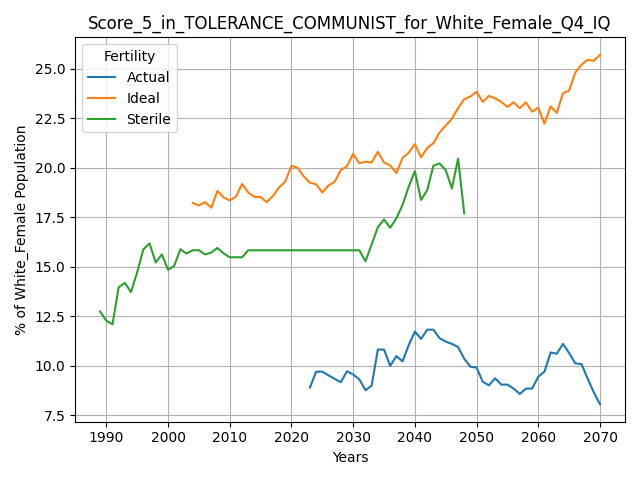 Score_5_in_TOLERANCE_COMMUNIST_for_White_Female_Q4_IQ
Fertility
Actual
Ideal
Sterile
% of White_Female Population
25.0
22.5
20.0
17.5
15.0
12.5
10.0
7.5
1990 2000 2010 2020 2030 2040 2050 2060 2070
Years